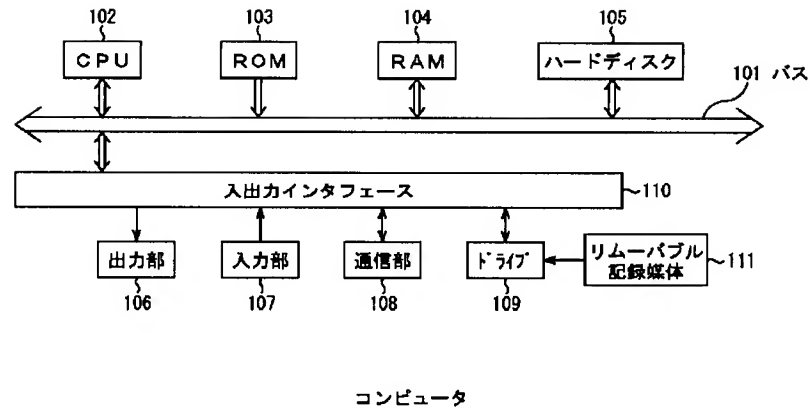 102 103 104 105
CPU ROM RAM ハードディスク
101 バス
入出力インタフェース 110
出力部 入力部 通信部 ドライブ リムーバブル
記録媒体 111
106 107 108 109
コンピュータ